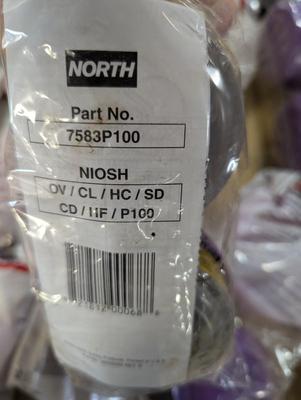 NORTH
Part No.
7583P100
NIOSH
OV / CL / HC / SD
CD / HF / P100